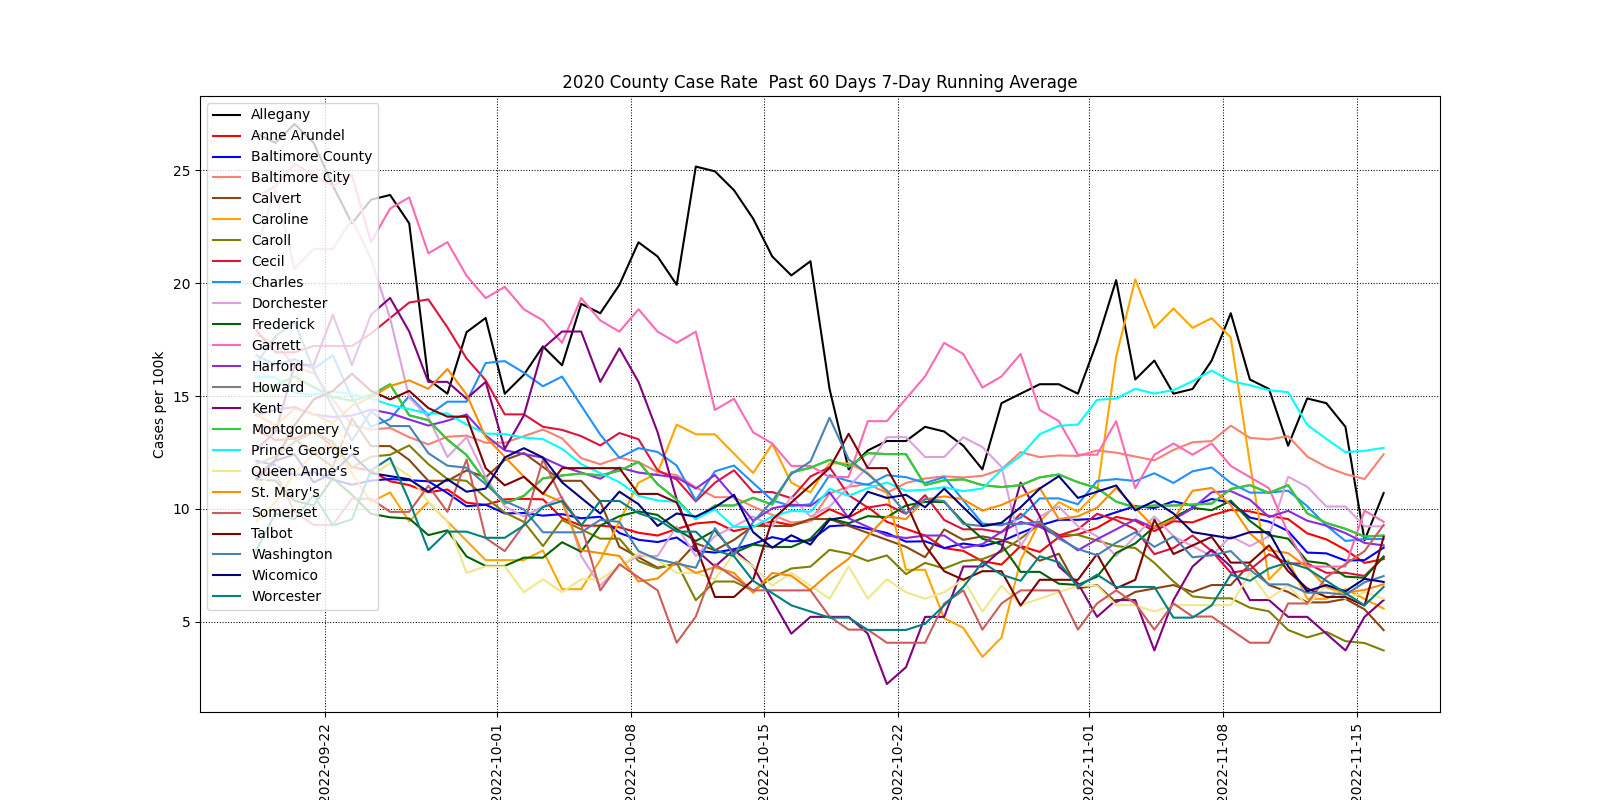 2020 County Case Rate  Past 60 Days 7-Day Running Average
Cases per 100k
25
20
15
10
5
Allegany
Anne Arundel
Baltimore County
Baltimore City
Calvert
Caroline
Caroll
Cecil
Charles
Dorchester
Frederick
Garrett
Harford
Howard
Kent
Montgomery
Prince George's
Queen Anne's
St. Mary's
Somerset
Talbot
Washington
Wicomico
Worcester
2022-09-22
2022-10-01
2022-10-08
2022-10-15
2022-10-22
2022-11-01
2022-11-08
2022-11-15